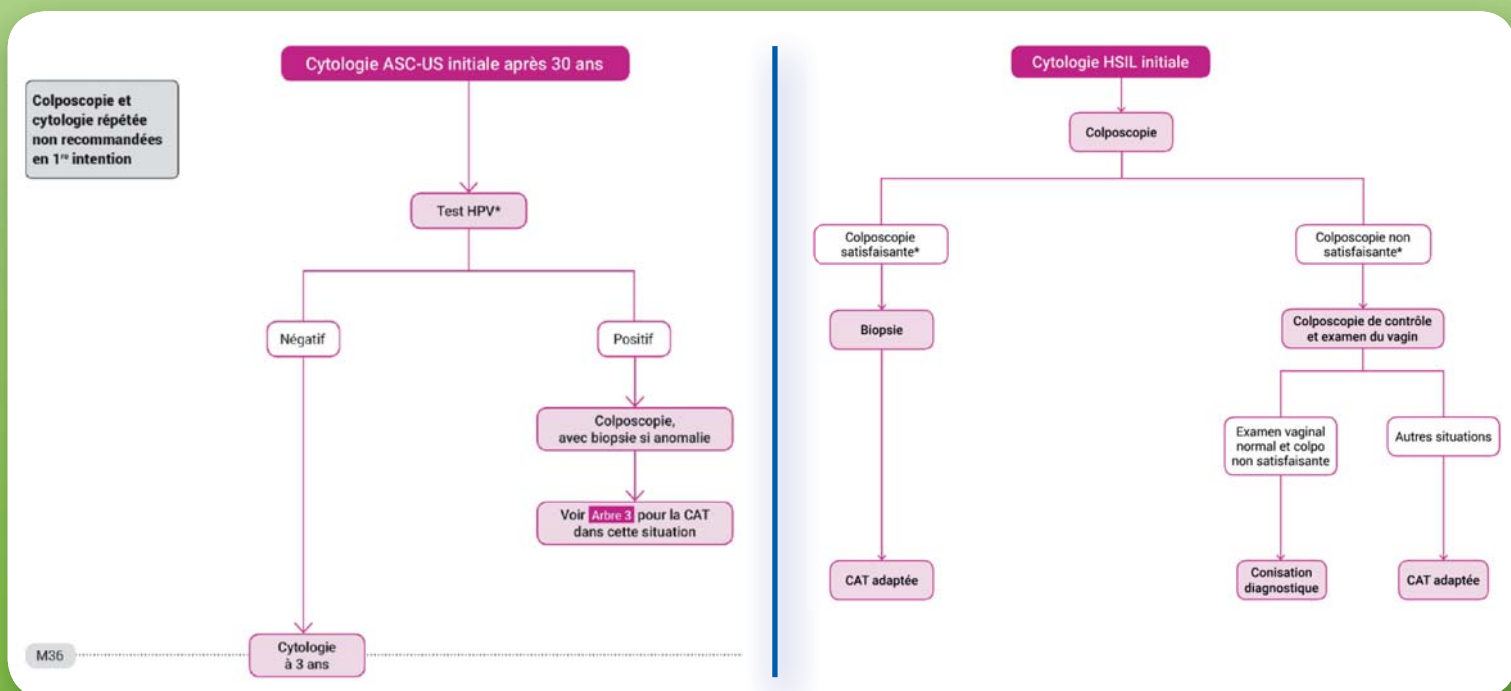 Cytologie ASC-US initiale après 30 ans
Colposcopie et
cytologie répétée
non recommandées
en 1re intention
Test HPV*
Négatif
Positif
Colposcopie,
avec biopsie si anomalie
Voir Arbre 3 pour la CAT
dans cette situation
M36
Cytologie
à 3 ans
Cytologie HSIL initiale
Colposcopie
Colposcopie
satisfaisante*
Colposcopie non
satisfaisante*
Biopsie
Colposcopie de contrôle
et examen du vagin
Examen vaginal
normal et colpo
non satisfaisante
Autres situations
CAT adaptée
Conisation
diagnostique
CAT adaptée